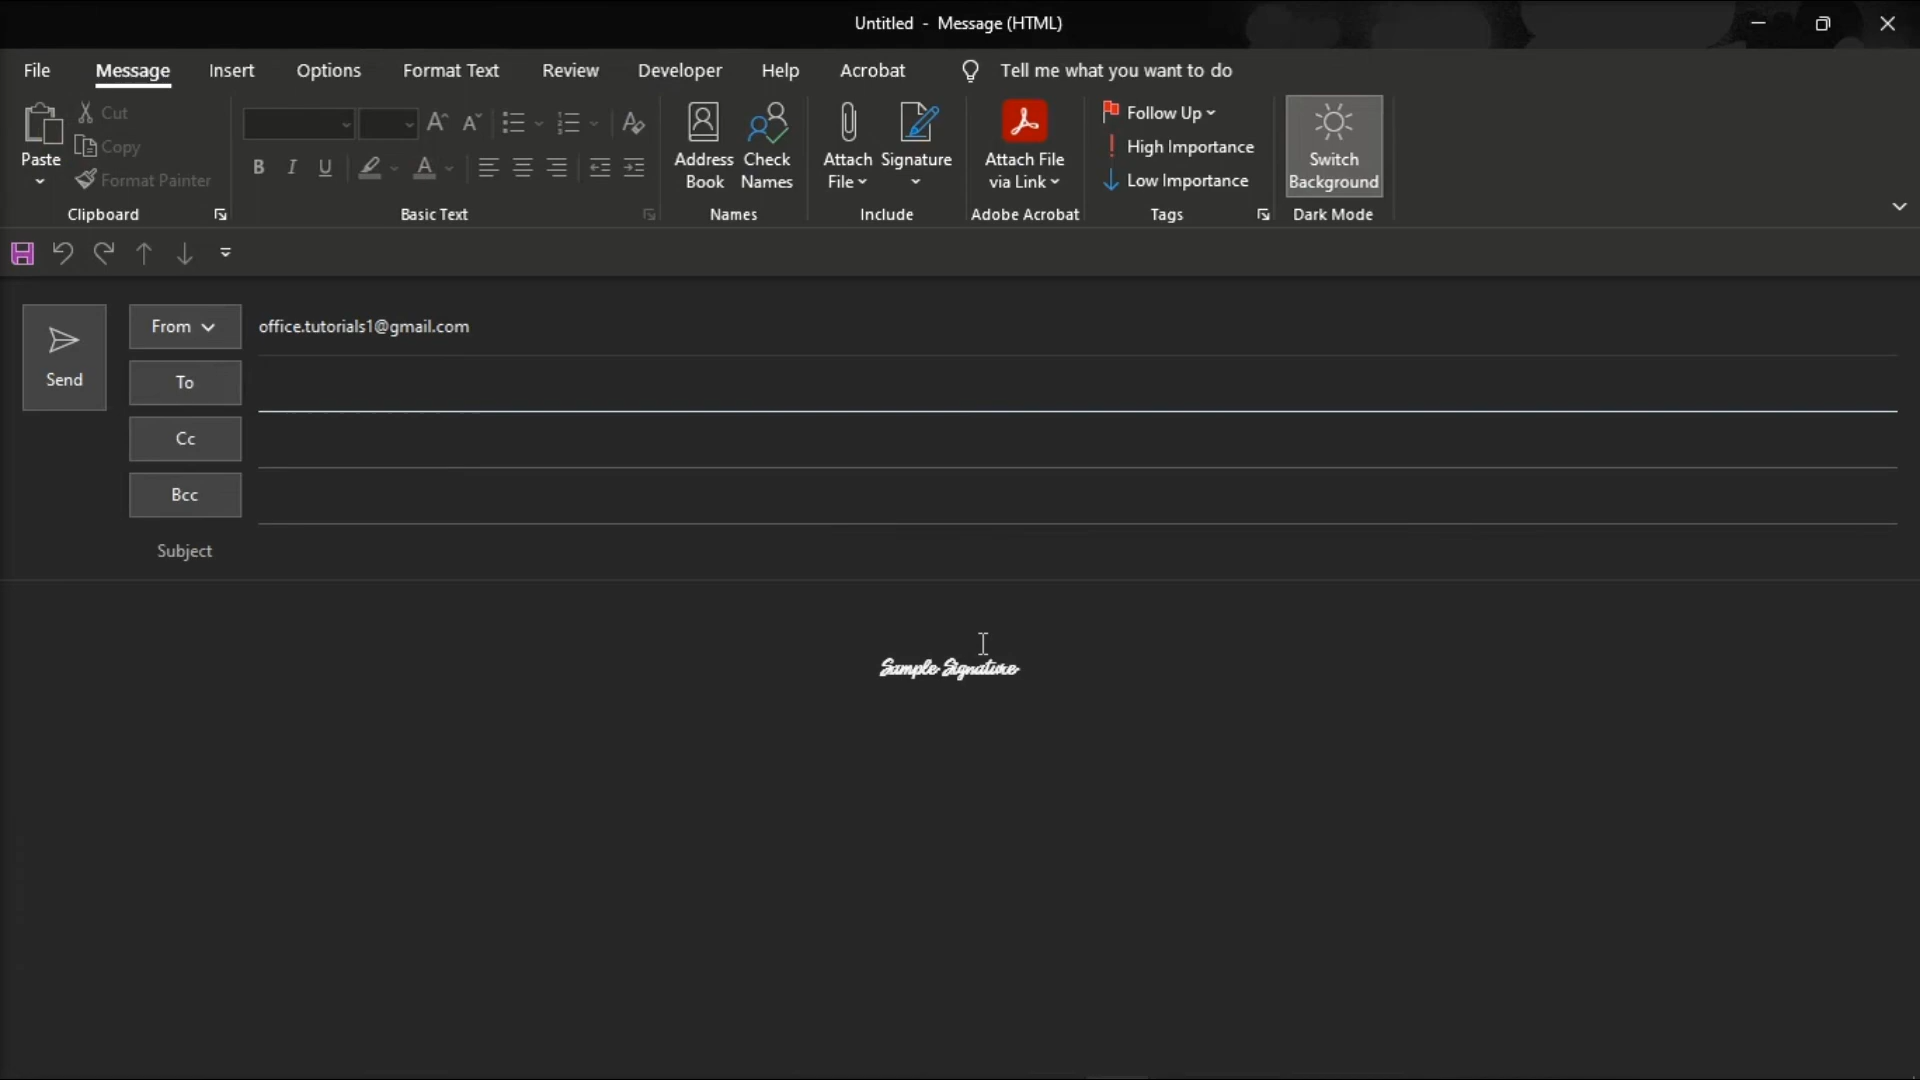 Untitled - Message (HTML)
File Message Insert Options Format Text Review Developer Help Acrobat Tell me what you want to do
Paste
Cut
Copy
Format Painter
Clipboard
B I U
Basic Text
Address Book
Check Names
Names
Attach File
Signature
Include
Attach File via Link
Adobe Acrobat
Follow Up
High Importance
Low Importance
Tags
Switch Background
Dark Mode
Send
From office.tutorials1@gmail.com
To
Cc
Bcc
Subject
Sample Signature